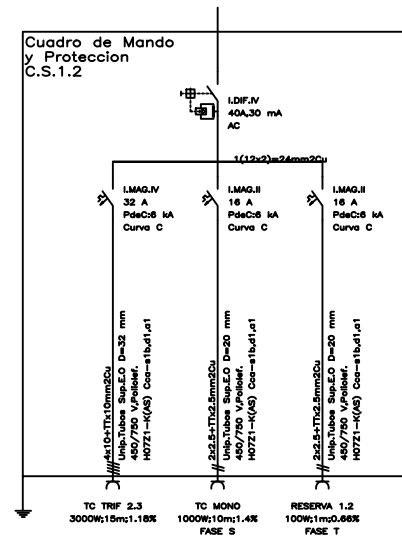 Cuadro de Mando
y Proteccion
C.S.1.2
I.DIF.IV
40A,30 mA
AC
1(12x2)=24mm2Cu
I.MAG.IV
32 A
PdeC:6 kA
Curva C
I.MAG.II
16 A
PdeC:6 kA
Curva C
I.MAG.II
16 A
PdeC:6 kA
Curva C
4x10+TTx10mm2Cu
Unip.Tubos Sup.E.O D=32 mm
450/750 V,Poliolef.
H07Z1-K(AS) Cca-s1b,d1,a1
2x2.5+TTx2.5mm2Cu
Unip.Tubos Sup.E.O D=20 mm
450/750 V,Poliolef.
H07Z1-K(AS) Cca-s1b,d1,a1
2x2.5+TTx2.5mm2Cu
Unip.Tubos Sup.E.O D=20 mm
450/750 V,Poliolef.
H07Z1-K(AS) Cca-s1b,d1,a1
TC TRIF 2.3
3000W;15m;1.18%
TC MONO
1000W;10m;1.4%
FASE S
RESERVA 1.2
100W;1m;0.66%
FASE T